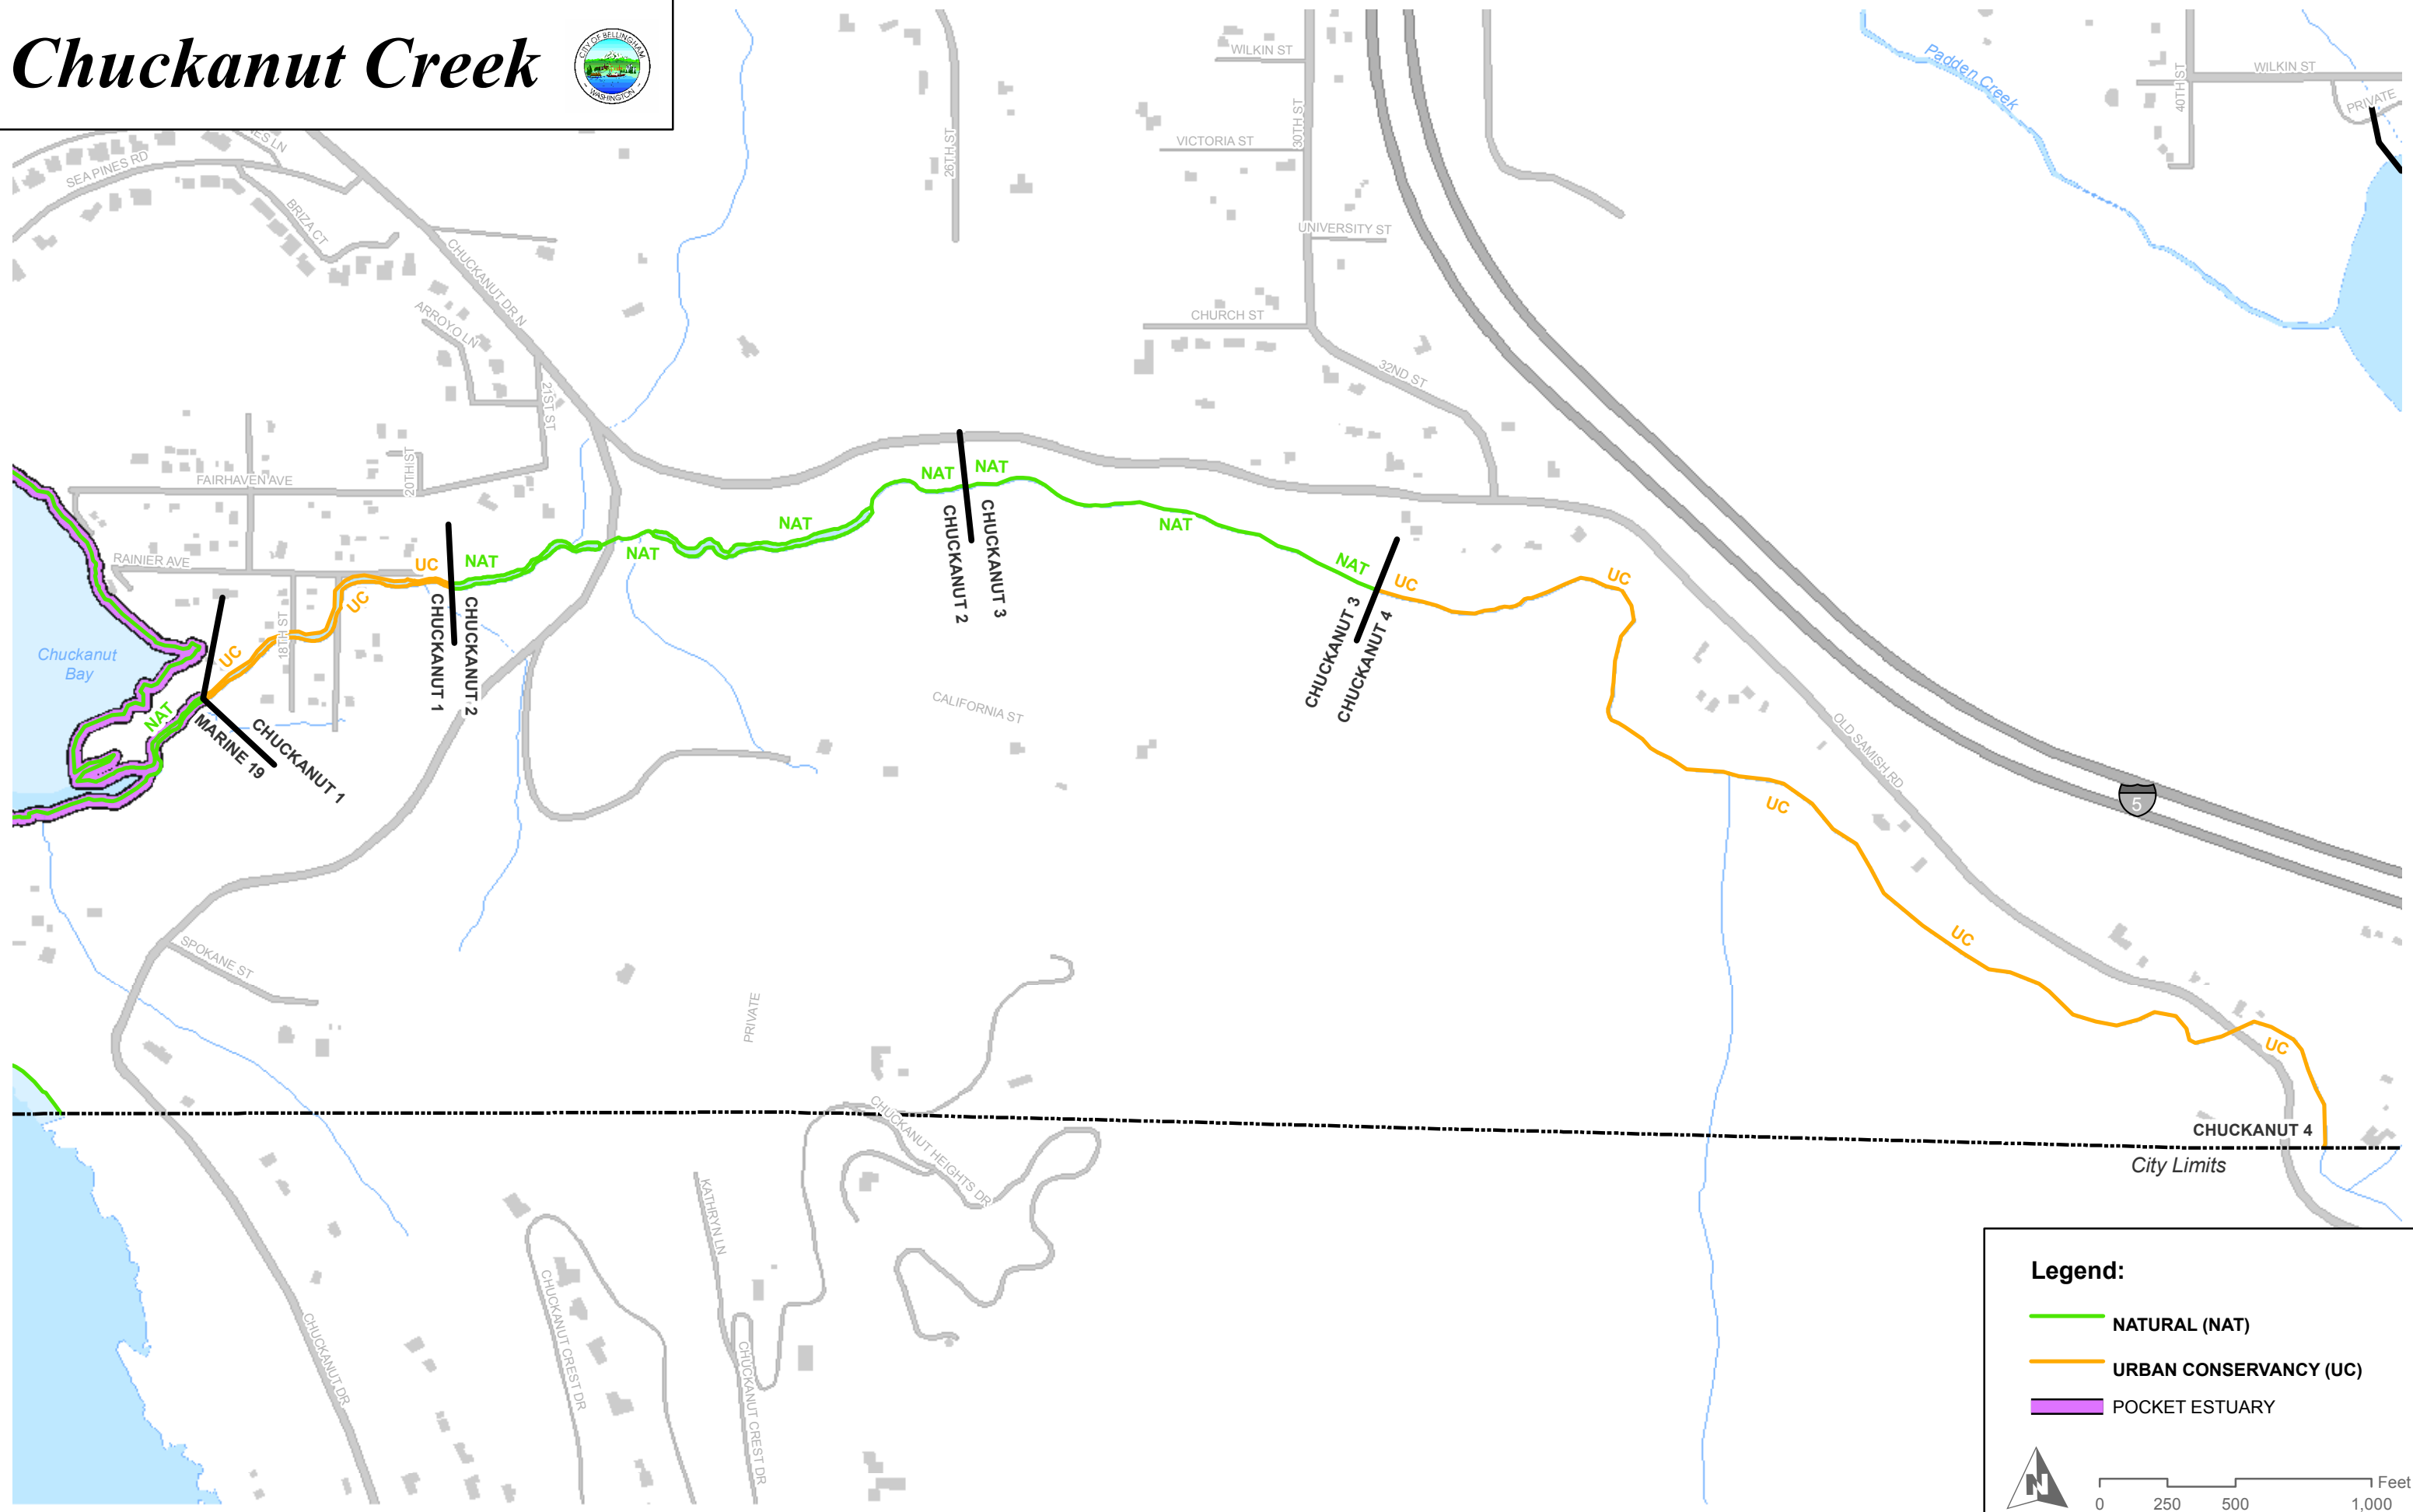 Chuckanut Creek
CITY OF BELLINGHAM
WASHINGTON
WILKIN ST
Padden Creek
40TH ST
WILKIN ST
PRIVATE
VICTORIA ST
30TH ST
26TH ST
SEA PINES RD
BRIZA CT
UNIVERSITY ST
CHUCKANUT DR N
ARROYO LN
CHURCH ST
32ND ST
21ST ST
20TH ST
FAIRHAVEN AVE
RAINIER AVE
18TH ST
NAT
NAT
NAT
NAT
NAT
NAT
NAT
UC
UC
UC
UC
UC
CHUCKANUT 1
CHUCKANUT 2
CHUCKANUT 2
CHUCKANUT 3
CHUCKANUT 3
CHUCKANUT 4
Chuckanut
Bay
NAT
MARINE 19
CHUCKANUT 1
CALIFORNIA ST
OLD SAMISH RD
5
UC
UC
UC
SPOKANE ST
PRIVATE
CHUCKANUT HEIGHTS DR
CHUCKANUT 4
City Limits
KATHRYN LN
CHUCKANUT CREST DR
CHUCKANUT CREST DR
CHUCKANUT DR
Legend:
NATURAL (NAT)
URBAN CONSERVANCY (UC)
POCKET ESTUARY
N
Feet
0 250 500 1,000